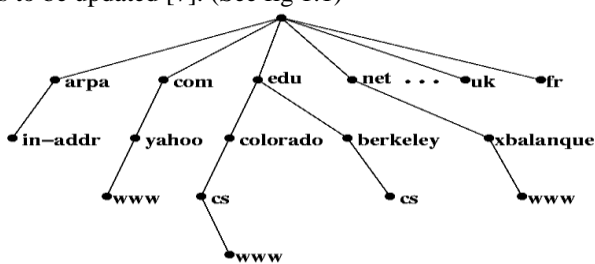 s to be updated [7]. (See fig 1.1)
arpa com edu net . . . uk fr
in-addr yahoo colorado berkeley xbalanque
www cs cs www
www